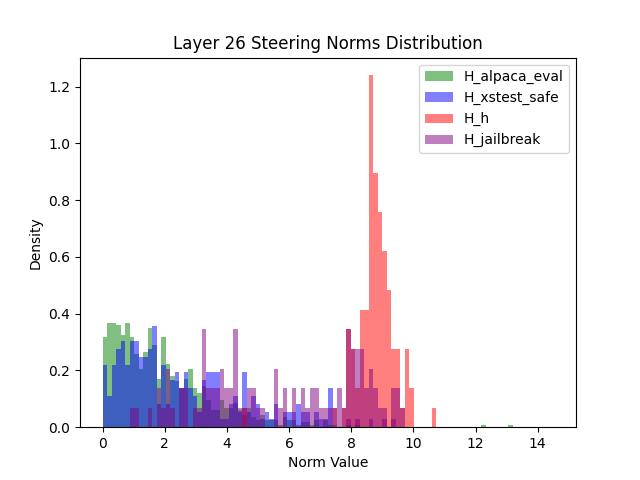 Layer 26 Steering Norms Distribution
H_alpaca_eval
H_xstest_safe
H_h
H_jailbreak
Density
1.2
1.0
0.8
0.6
0.4
0.2
0.0
0 2 4 6 8 10 12 14
Norm Value